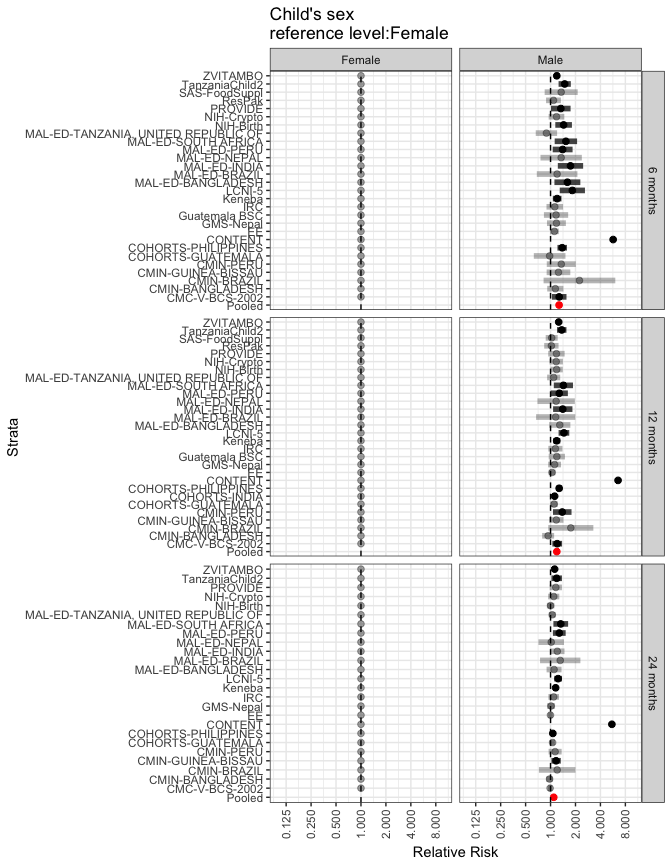 Child's sex
reference level:Female
Female
Male
ZVITAMBO
TanzaniaChild2
SAS-FoodSuppl
ResPak
PROVIDE
NIH-Crypto
NIH-Birth
MAL-ED-TANZANIA, UNITED REPUBLIC OF
MAL-ED-SOUTH AFRICA
MAL-ED-PERU
MAL-ED-NEPAL
MAL-ED-INDIA
MAL-ED-BRAZIL
MAL-ED-BANGLADESH
LCNI-5
Keneba
IRC
Guatemala BSC
GMS-Nepal
EE
CONTENT
COHORTS-PHILIPPINES
COHORTS-GUATEMALA
CMIN-PERU
CMIN-GUINEA-BISSAU
CMIN-BRAZIL
CMIN-BANGLADESH
CMC-V-BCS-2002
Pooled
6 months
ZVITAMBO
TanzaniaChild2
SAS-FoodSuppl
ResPak
PROVIDE
NIH-Crypto
NIH-Birth
MAL-ED-TANZANIA, UNITED REPUBLIC OF
MAL-ED-SOUTH AFRICA
MAL-ED-PERU
MAL-ED-NEPAL
MAL-ED-INDIA
MAL-ED-BRAZIL
MAL-ED-BANGLADESH
LCNI-5
Keneba
IRC
Guatemala BSC
GMS-Nepal
EE
CONTENT
COHORTS-PHILIPPINES
COHORTS-INDIA
COHORTS-GUATEMALA
CMIN-PERU
CMIN-GUINEA-BISSAU
CMIN-BRAZIL
CMIN-BANGLADESH
CMC-V-BCS-2002
Pooled
12 months
ZVITAMBO
TanzaniaChild2
PROVIDE
NIH-Crypto
NIH-Birth
MAL-ED-TANZANIA, UNITED REPUBLIC OF
MAL-ED-SOUTH AFRICA
MAL-ED-PERU
MAL-ED-NEPAL
MAL-ED-INDIA
MAL-ED-BRAZIL
MAL-ED-BANGLADESH
LCNI-5
Keneba
IRC
GMS-Nepal
EE
CONTENT
COHORTS-PHILIPPINES
COHORTS-GUATEMALA
CMIN-PERU
CMIN-GUINEA-BISSAU
CMIN-BRAZIL
CMIN-BANGLADESH
CMC-V-BCS-2002
Pooled
24 months
Strata
0.125
0.250
0.500
1.000
2.000
4.000
8.000
0.125
0.250
0.500
1.000
2.000
4.000
8.000
Relative Risk